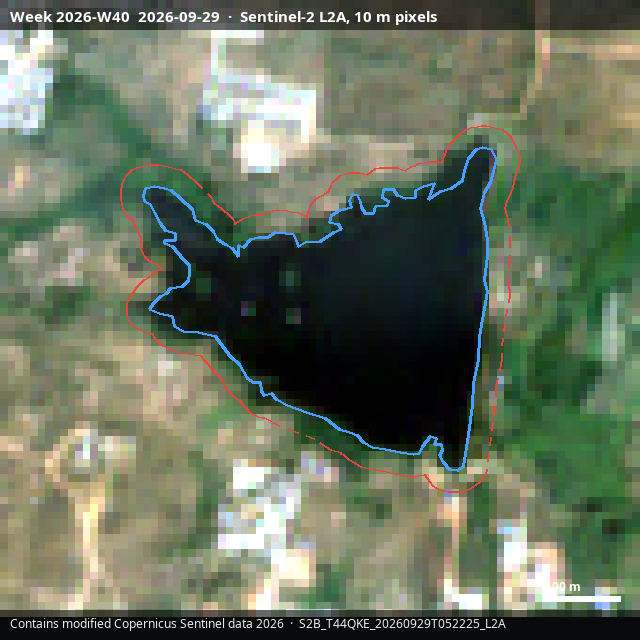 Week 2026-W40 2026-09-29 · Sentinel-2 L2A, 10 m pixels
m
Contains modified Copernicus Sentinel data 2026 · S2B_T44QKE_20260929T052225_L2A